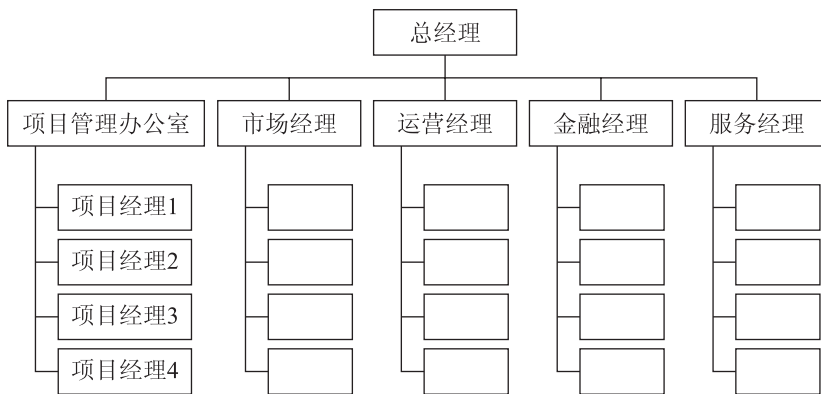 总经理
项目管理办公室
市场经理
运营经理
金融经理
服务经理
项目经理1
项目经理2
项目经理3
项目经理4